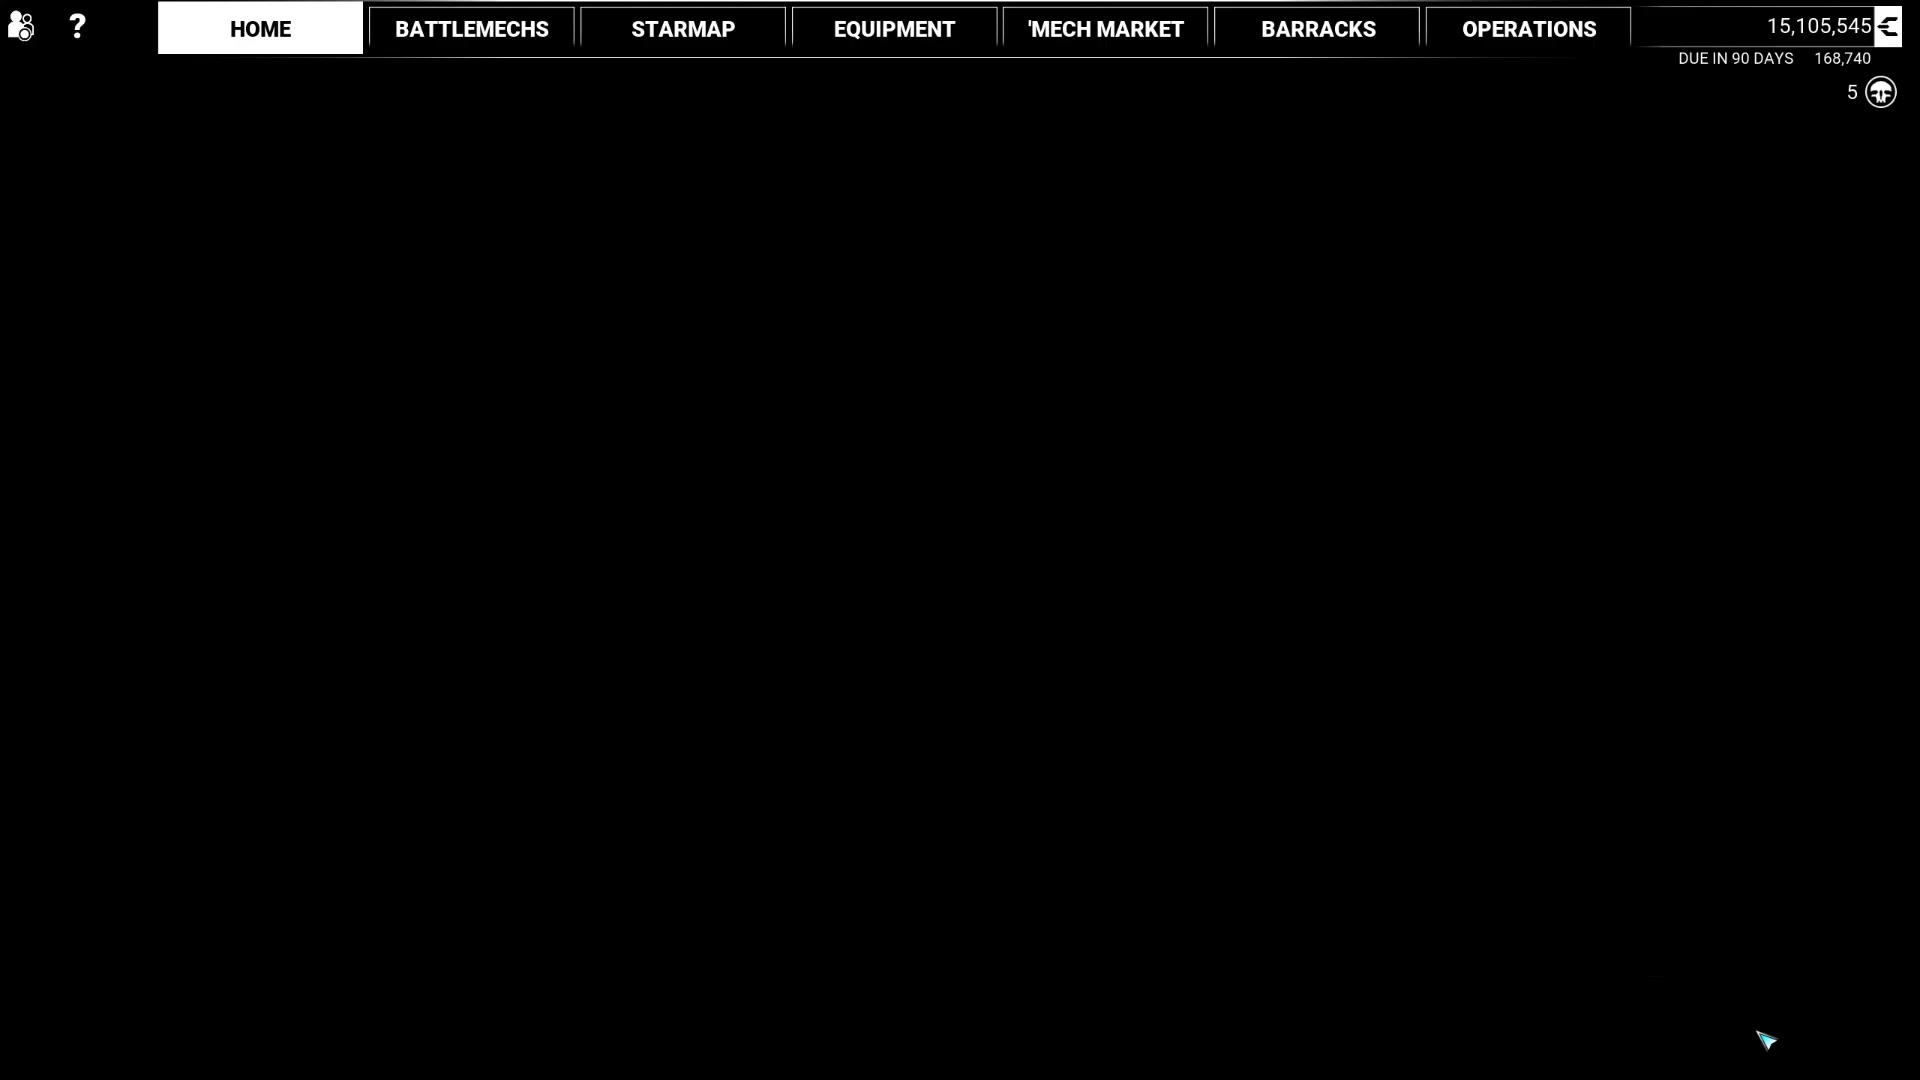 ?
HOME
BATTLEMECHS
STARMAP
EQUIPMENT
'MECH MARKET
BARRACKS
OPERATIONS
15,105,545
DUE IN 90 DAYS 168,740
5